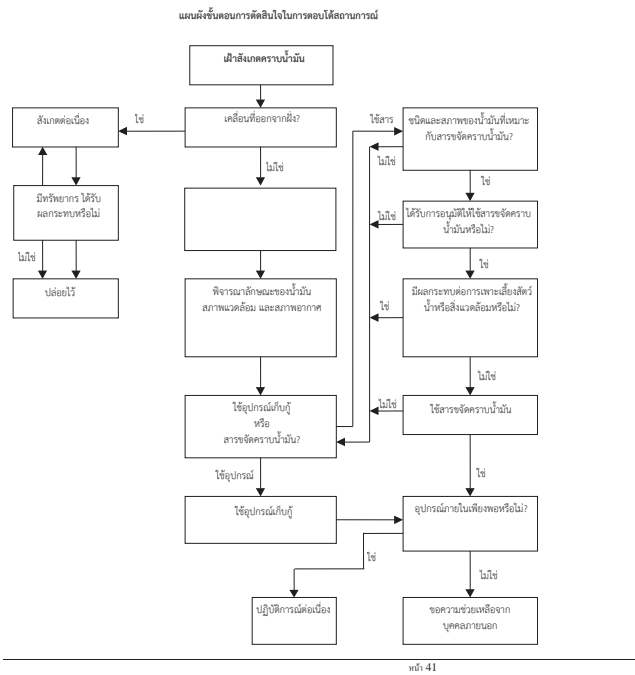 แผนผังขั้นตอนการตัดสินใจในการตอบโต้สถานการณ์
เฝ้าสังเกตคราบน้ำมัน
สังเกตต่อเนื่อง
ใช่
เคลื่อนที่ออกจากฝั่ง?
ใช้สาร
ชนิดและสภาพของน้ำมันที่เหมาะ
กับสารขจัดคราบน้ำมัน?
ไม่ใช่
ไม่ใช่
ใช่
มีทรัพยากร ได้รับ
ผลกระทบหรือไม่
ไม่ใช่
ได้รับการอนุมัติให้ใช้สารขจัดคราบ
น้ำมันหรือไม่?
ไม่ใช่
ใช่
ปล่อยไว้
พิจารณาลักษณะของน้ำมัน
สภาพแวดล้อม และสภาพอากาศ
ใช่
มีผลกระทบต่อการเพาะเลี้ยงสัตว์
น้ำหรือสิ่งแวดล้อมหรือไม่?
ไม่ใช่
ใช้อุปกรณ์เก็บกู้
หรือ
สารขจัดคราบน้ำมัน?
ไม่ใช่
ใช้สารขจัดคราบน้ำมัน
ใช้อุปกรณ์
ใช่
ใช้อุปกรณ์เก็บกู้
อุปกรณ์ภายในเพียงพอหรือไม่?
ใช่
ไม่ใช่
ปฏิบัติการณ์ต่อเนื่อง
ขอความช่วยเหลือจาก
บุคคลภายนอก
หน้า 41